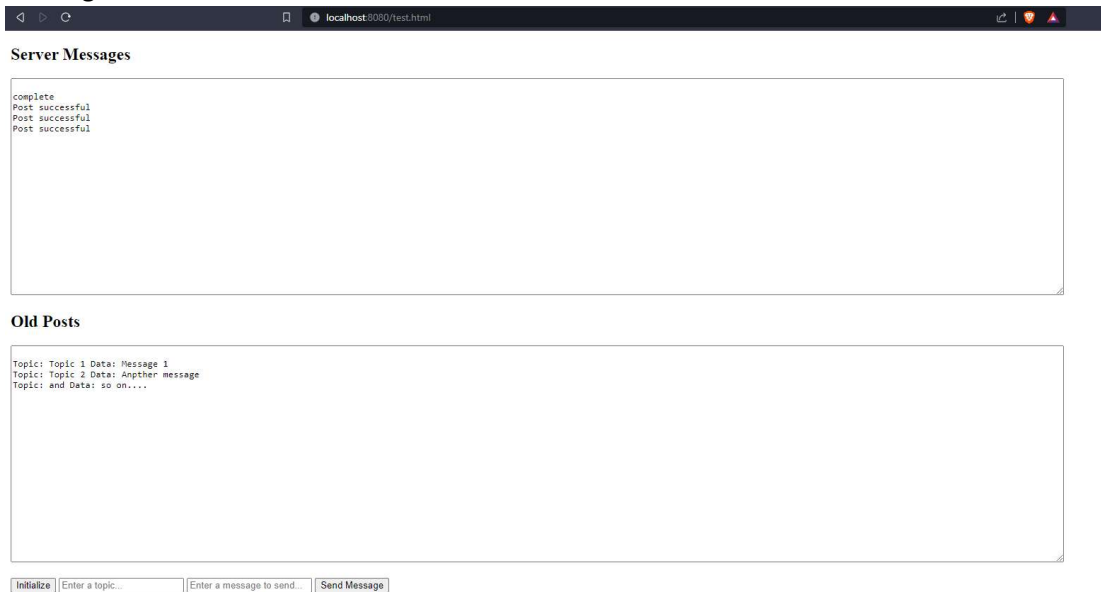 localhost:8080/test.html
Server Messages
complete
Post successful
Post successful
Post successful
Old Posts
Topic: Topic 1 Data: Message 1
Topic: Topic 2 Data: Anpther message
Topic: and Data: so on....
Initialize Enter a topic... Enter a message to send... Send Message